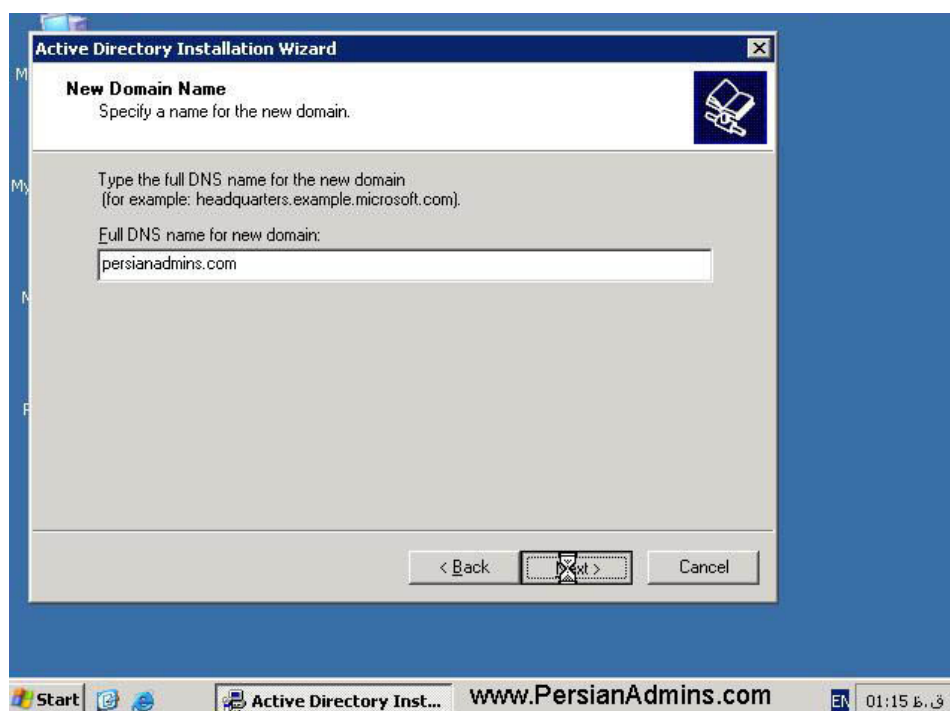 Active Directory Installation Wizard
New Domain Name
Specify a name for the new domain.
Type the full DNS name for the new domain
(for example: headquarters.example.microsoft.com).
Full DNS name for new domain:
persianadmins.com
< Back
Cancel
Start
Active Directory Inst...
www.PersianAdmins.com
EN
01:15 ق.ظ